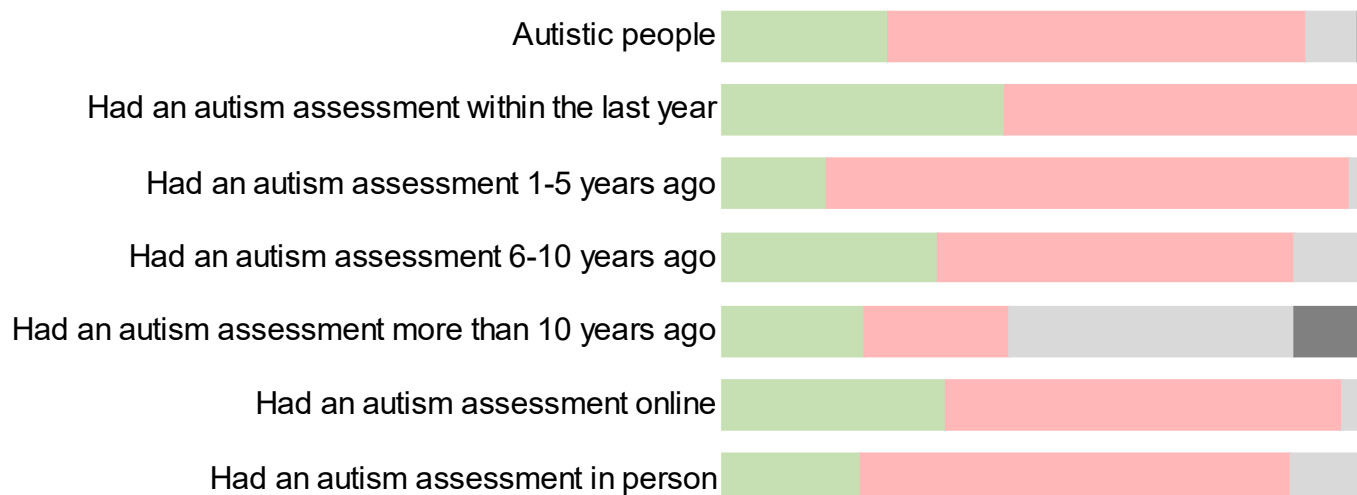 Autistic people
Had an autism assessment within the last year
Had an autism assessment 1-5 years ago
Had an autism assessment 6-10 years ago
Had an autism assessment more than 10 years ago
Had an autism assessment online
Had an autism assessment in person